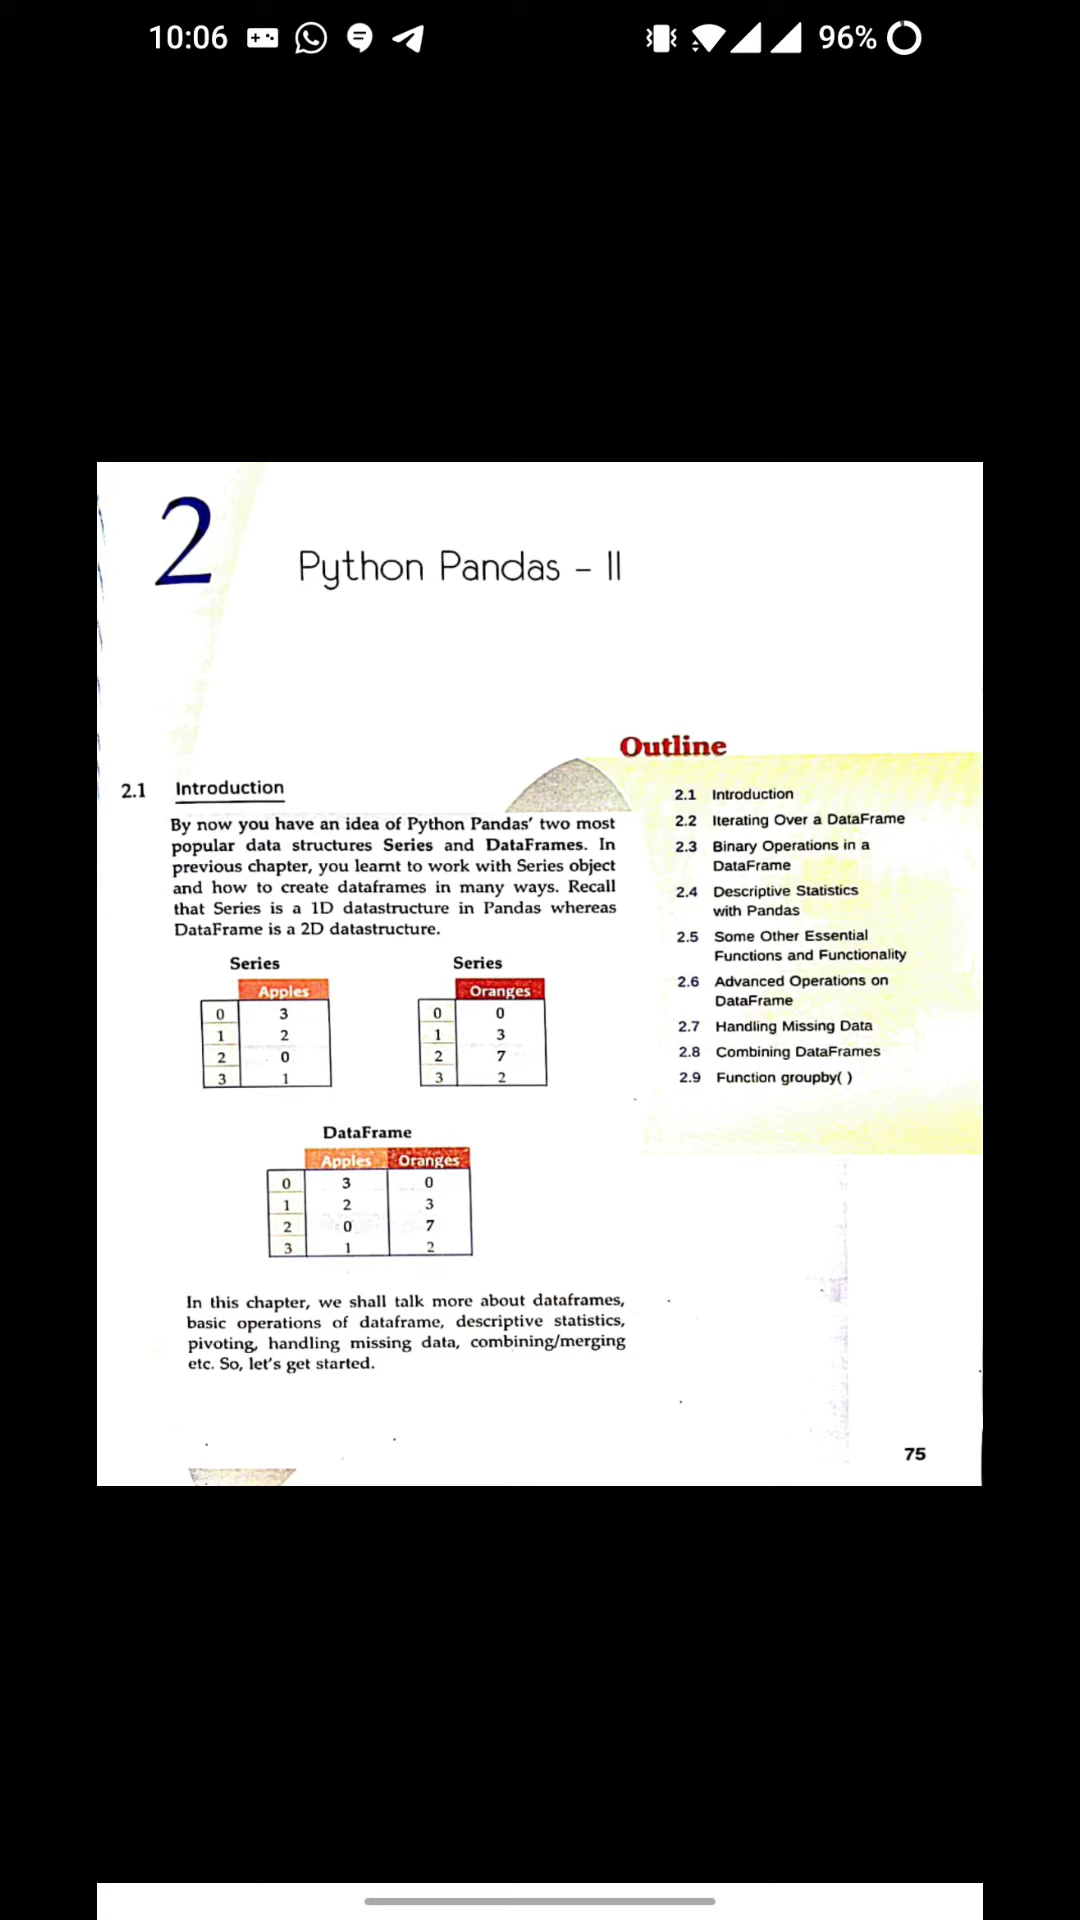 10:06
96%
2
Python Pandas – II
Outline
2.1 Introduction
By now you have an idea of Python Pandas' two most
popular data structures Series and DataFrames. In
previous chapter, you learnt to work with Series object
and how to create dataframes in many ways. Recall
that Series is a 1D datastructure in Pandas whereas
DataFrame is a 2D datastructure.
Series
Apples
0 3
1 2
2 0
3 1
Series
Oranges
0 0
1 3
2 7
3 2
DataFrame
Apples Oranges
0 3 0
1 2 3
2 0 7
3 1 2
In this chapter, we shall talk more about dataframes,
basic operations of dataframe, descriptive statistics,
pivoting, handling missing data, combining/merging
etc. So, let's get started.
2.1 Introduction
2.2 Iterating Over a DataFrame
2.3 Binary Operations in a
DataFrame
2.4 Descriptive Statistics
with Pandas
2.5 Some Other Essential
Functions and Functionality
2.6 Advanced Operations on
DataFrame
2.7 Handling Missing Data
2.8 Combining DataFrames
2.9 Function groupby( )
75